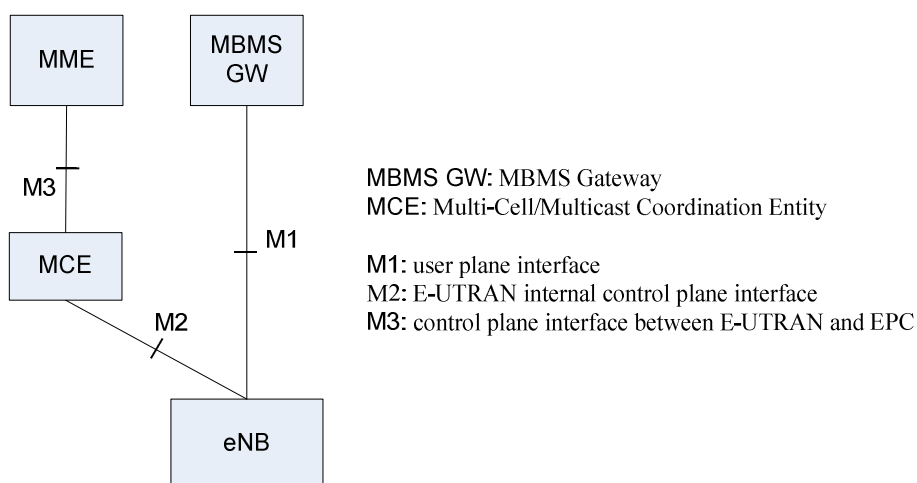 MME
MBMS
GW
M3
M1
MCE
M2
eNB
MBMS GW: MBMS Gateway
MCE: Multi-Cell/Multicast Coordination Entity
M1: user plane interface
M2: E-UTRAN internal control plane interface
M3: control plane interface between E-UTRAN and EPC